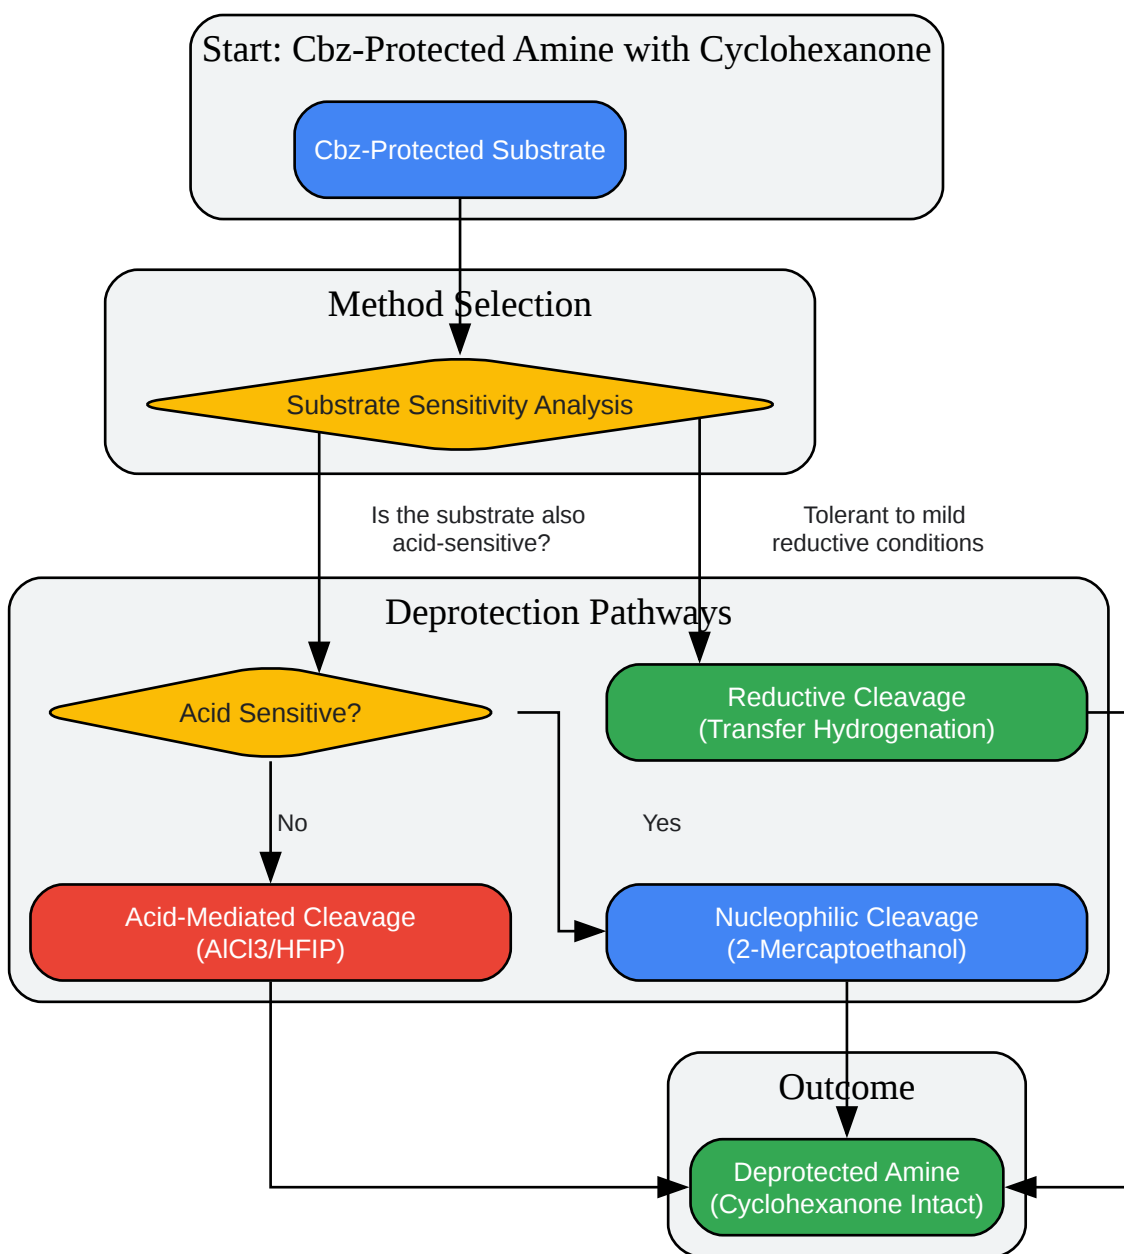 Start: Cbz-Protected Amine with Cyclohexanone
Cbz-Protected Substrate
Method Selection
Substrate Sensitivity Analysis
Is the substrate also
acid-sensitive?
Tolerant to mild
reductive conditions
Deprotection Pathways
Acid Sensitive?
Reductive Cleavage
(Transfer Hydrogenation)
No
Yes
Acid-Mediated Cleavage
(AlCl3/HFIP)
Nucleophilic Cleavage
(2-Mercaptoethanol)
Outcome
Deprotected Amine
(Cyclohexanone Intact)